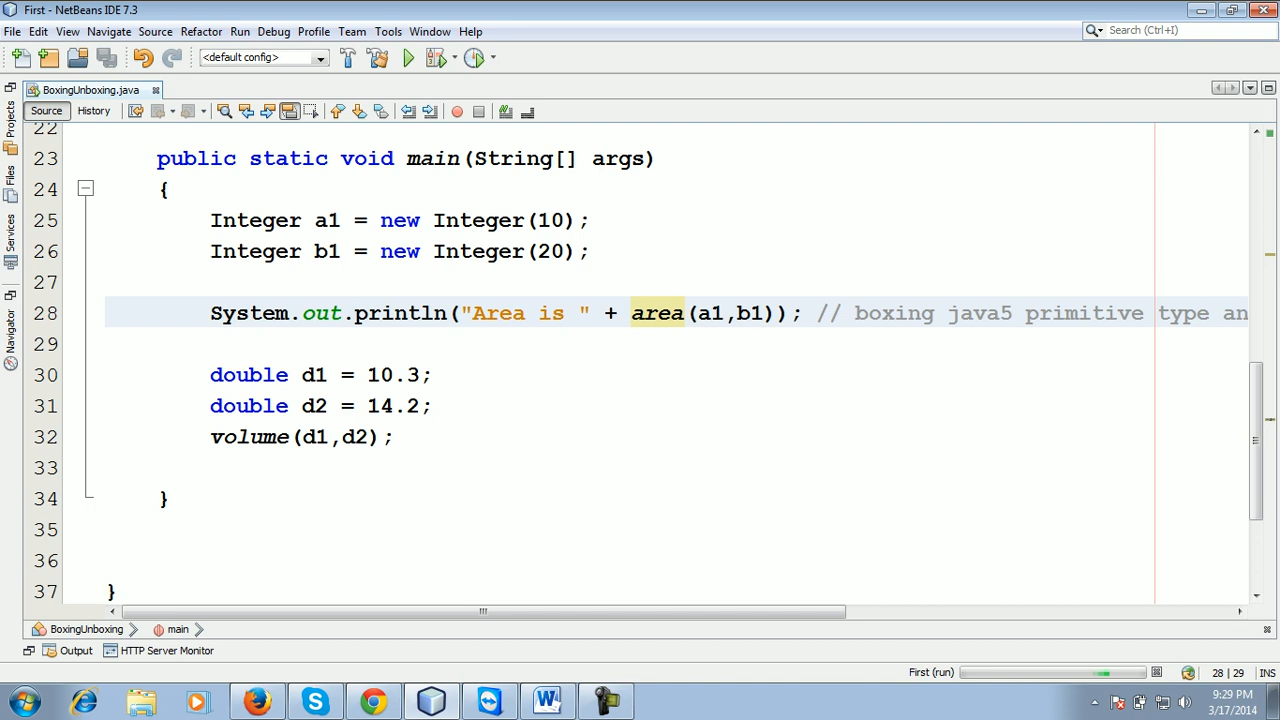 First - NetBeans IDE 7.3
File Edit View Navigate Source Refactor Run Debug Profile Team Tools Window Help
Search (Ctrl+I)
<default config>
BoxingUnboxing.java
Source History
Projects
Files
Services
Navigator
22
23 public static void main(String[] args)
24 {
25 Integer a1 = new Integer(10);
26 Integer b1 = new Integer(20);
27
28 System.out.println("Area is " + area(a1,b1)); // boxing java5 primitive type an
29
30 double d1 = 10.3;
31 double d2 = 14.2;
32 volume(d1,d2);
33
34 }
35
36
37 }
BoxingUnboxing main
Output HTTP Server Monitor
First (run) 28 | 29 INS
9:29 PM
3/17/2014